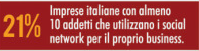 21%
Imprese italiane con almeno
10 addetti che utilizzano i social
network per il proprio business.